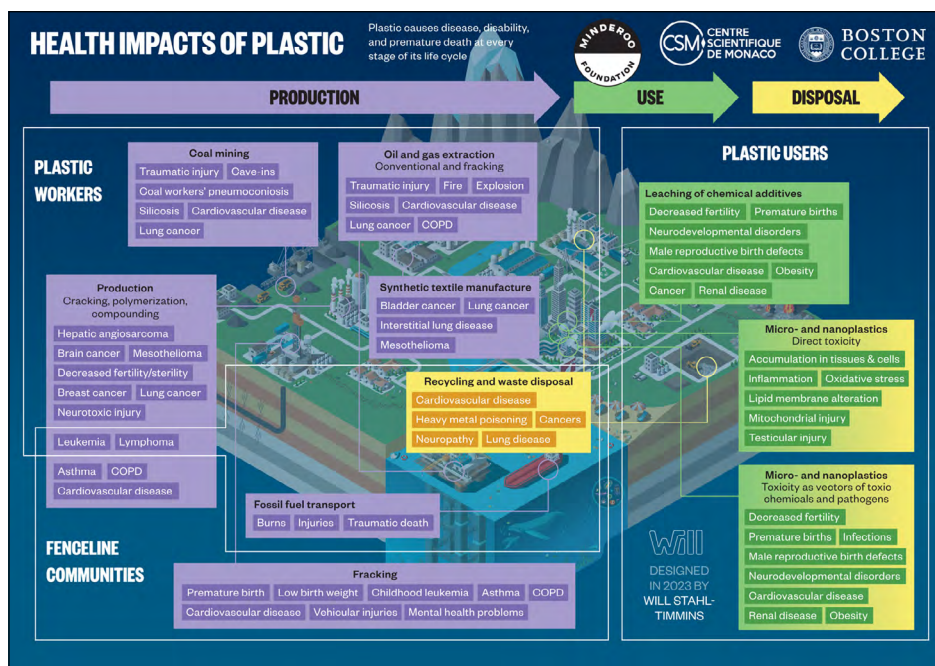 HEALTH IMPACTS OF PLASTIC
Plastic causes disease, disability,
and premature death at every
stage of its life cycle
MINDEROO
FOUNDATION
CSM
CENTRE
SCIENTIFIQUE
DE MONACO
BOSTON
COLLEGE
PRODUCTION
USE
DISPOSAL
PLASTIC
WORKERS
Coal mining
Traumatic injury Cave-ins
Coal workers' pneumoconiosis
Silicosis Cardiovascular disease
Lung cancer
Oil and gas extraction
Conventional and fracking
Traumatic injury Fire Explosion
Silicosis Cardiovascular disease
Lung cancer COPD
Production
Cracking, polymerization,
compounding
Hepatic angiosarcoma
Brain cancer Mesothelioma
Decreased fertility/sterility
Breast cancer Lung cancer
Neurotoxic injury
Leukemia Lymphoma
Asthma COPD
Cardiovascular disease
Synthetic textile manufacture
Bladder cancer Lung cancer
Interstitial lung disease
Mesothelioma
Recycling and waste disposal
Cardiovascular disease
Heavy metal poisoning Cancers
Neuropathy Lung disease
Fossil fuel transport
Burns Injuries Traumatic death
FENCELINE
COMMUNITIES
Fracking
Premature birth Low birth weight Childhood leukemia Asthma COPD
Cardiovascular disease Vehicular injuries Mental health problems
PLASTIC USERS
Leaching of chemical additives
Decreased fertility Premature births
Neurodevelopmental disorders
Male reproductive birth defects
Cardiovascular disease Obesity
Cancer Renal disease
Micro- and nanoplastics
Direct toxicity
Accumulation in tissues & cells
Inflammation Oxidative stress
Lipid membrane alteration
Mitochondrial injury
Testicular injury
Micro- and nanoplastics
Toxicity as vectors of toxic
chemicals and pathogens
Decreased fertility
Premature births Infections
Male reproductive birth defects
Neurodevelopmental disorders
Cardiovascular disease
Renal disease Obesity
Will
DESIGNED
IN 2023 BY
WILL STAHL-
TIMMINS